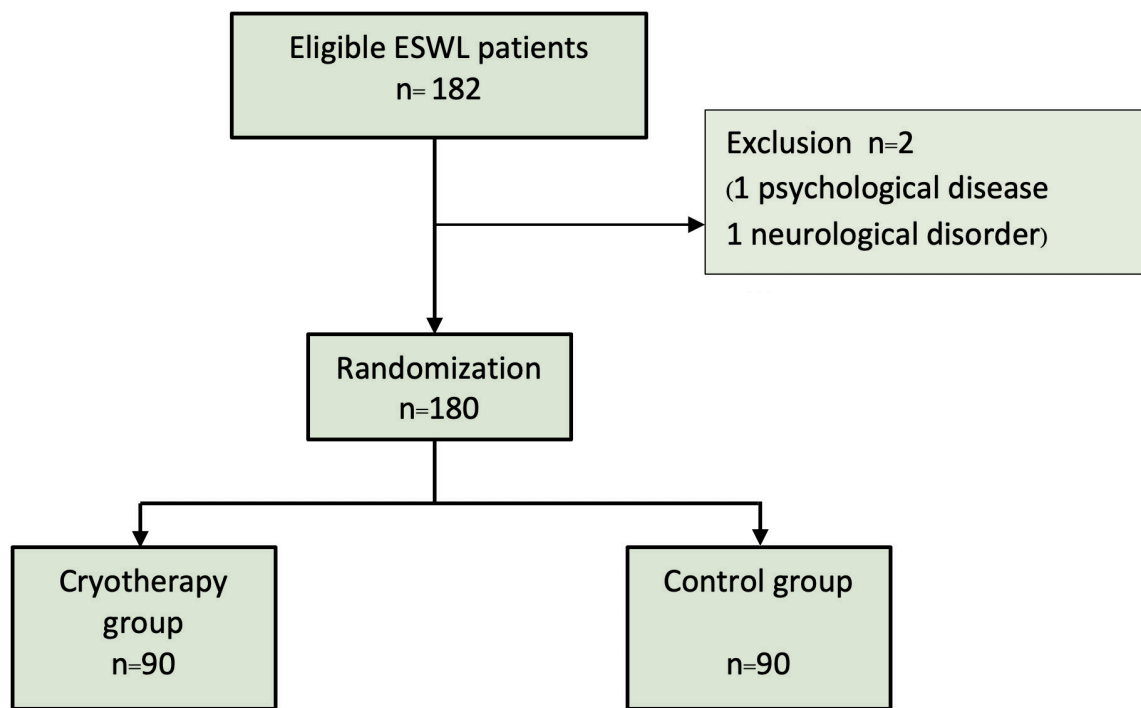 Eligible ESWL patients
n= 182
Exclusion n=2
(1 psychological disease
1 neurological disorder)
Randomization
n=180
Cryotherapy
group
n=90
Control group
n=90